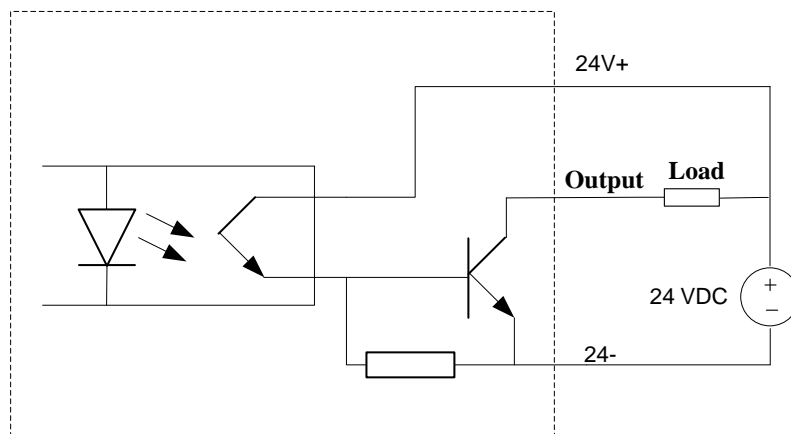 24V+
Output
Load
24 VDC
+
−
24-